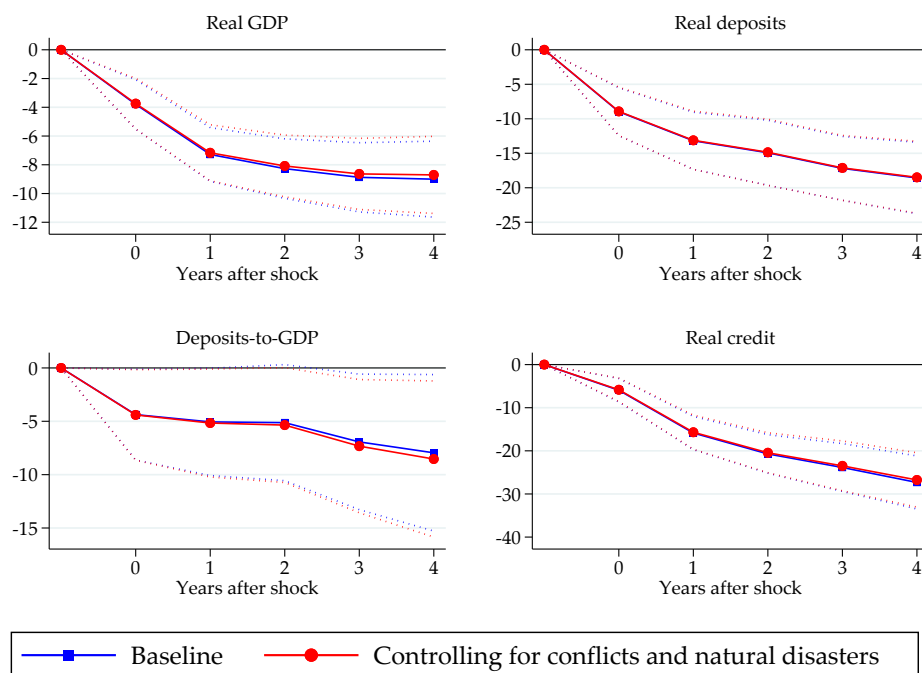 Real GDP
0
-2
-4
-6
-8
-10
-12
0 1 2 3 4
Years after shock
Real deposits
0
-5
-10
-15
-20
-25
0 1 2 3 4
Years after shock
Deposits-to-GDP
0
-5
-10
-15
0 1 2 3 4
Years after shock
Real credit
0
-10
-20
-30
-40
0 1 2 3 4
Years after shock
Baseline Controlling for conflicts and natural disasters